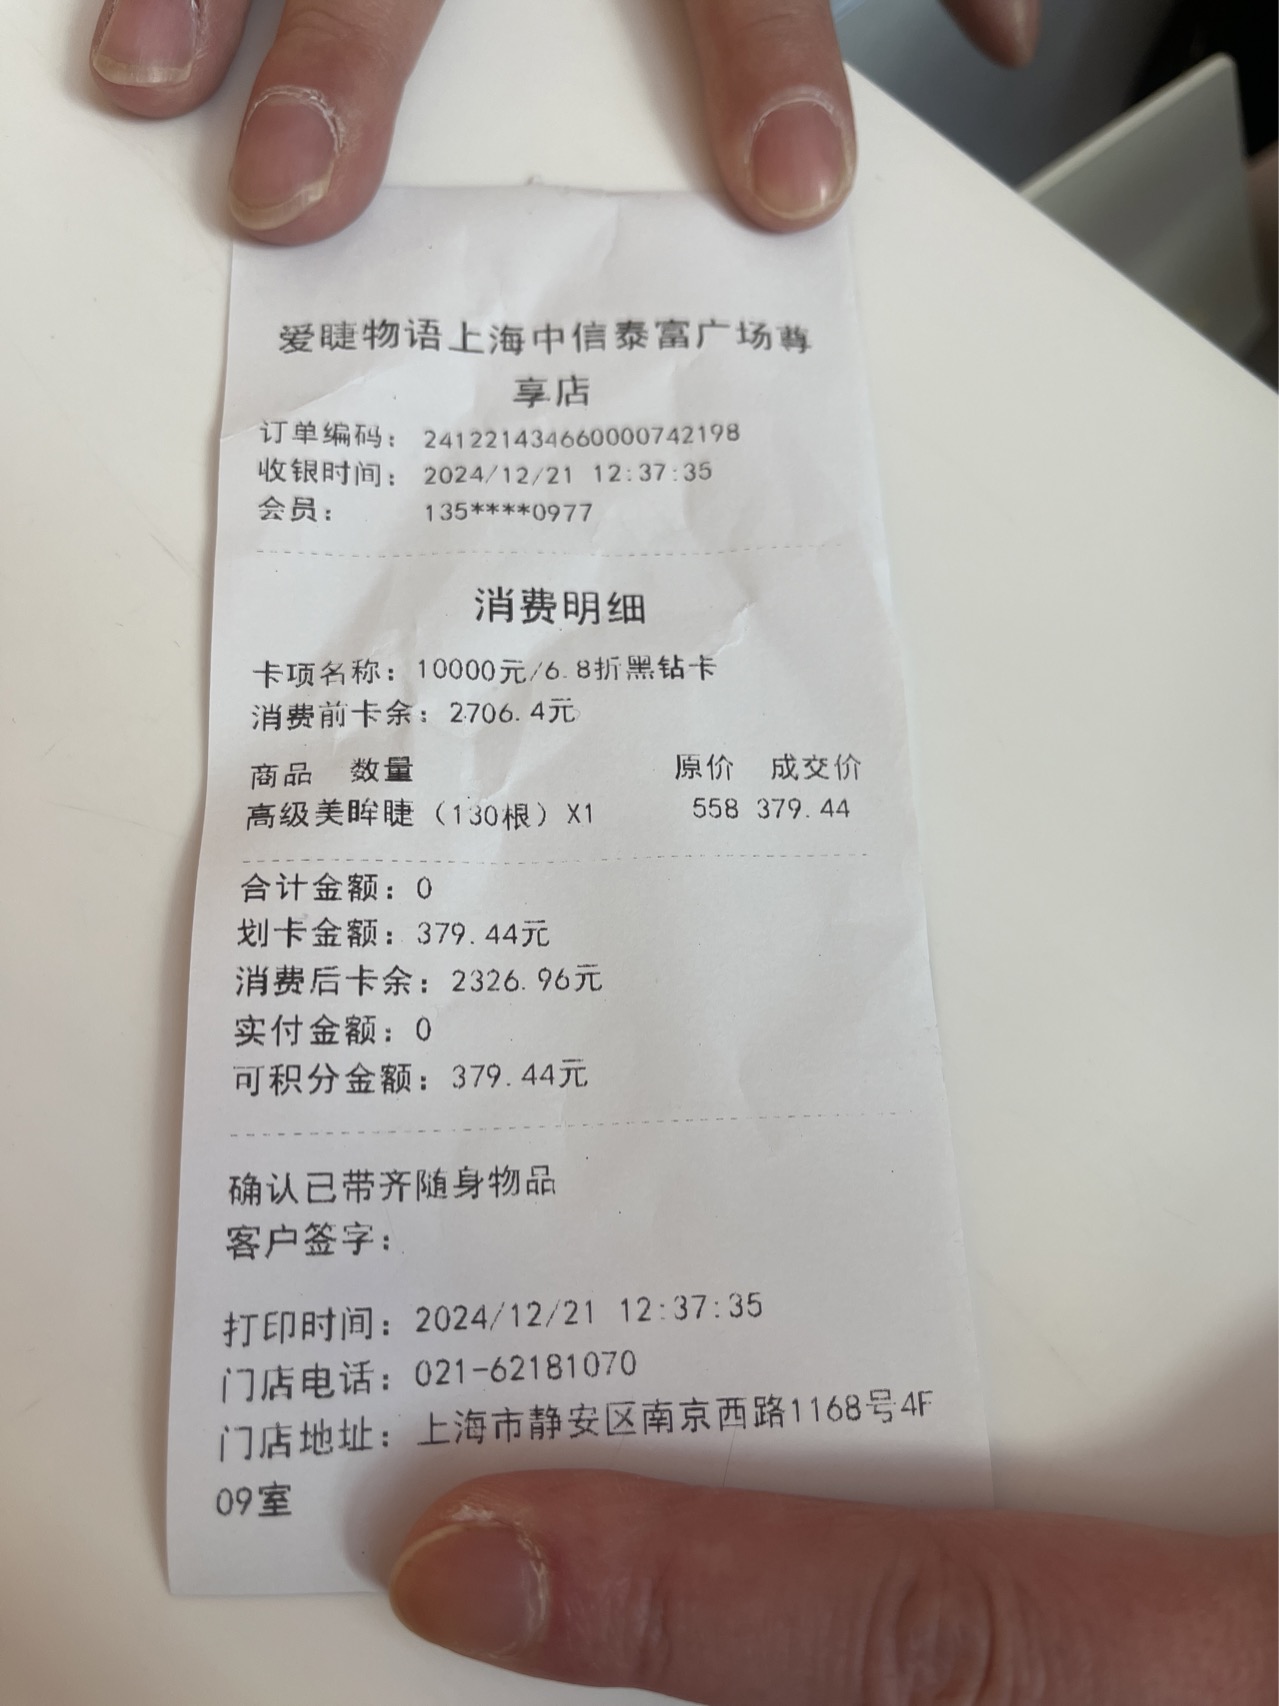 爱睫物语上海中信泰富广场尊
享店
订单编码： 241221434660000742198
收银时间： 2024/12/21 12:37:35
会员： 135****0977
消费明细
卡项名称：10000元/6.8折黑钻卡
消费前卡余：2706.4元
商品 数量 原价 成交价
高级美眸睫（130根）X1 558 379.44
合计金额：0
划卡金额：379.44元
消费后卡余：2326.96元
实付金额：0
可积分金额：379.44元
确认已带齐随身物品
客户签字：
打印时间：2024/12/21 12:37:35
门店电话：021-62181070
门店地址：上海市静安区南京西路1168号4F
09室